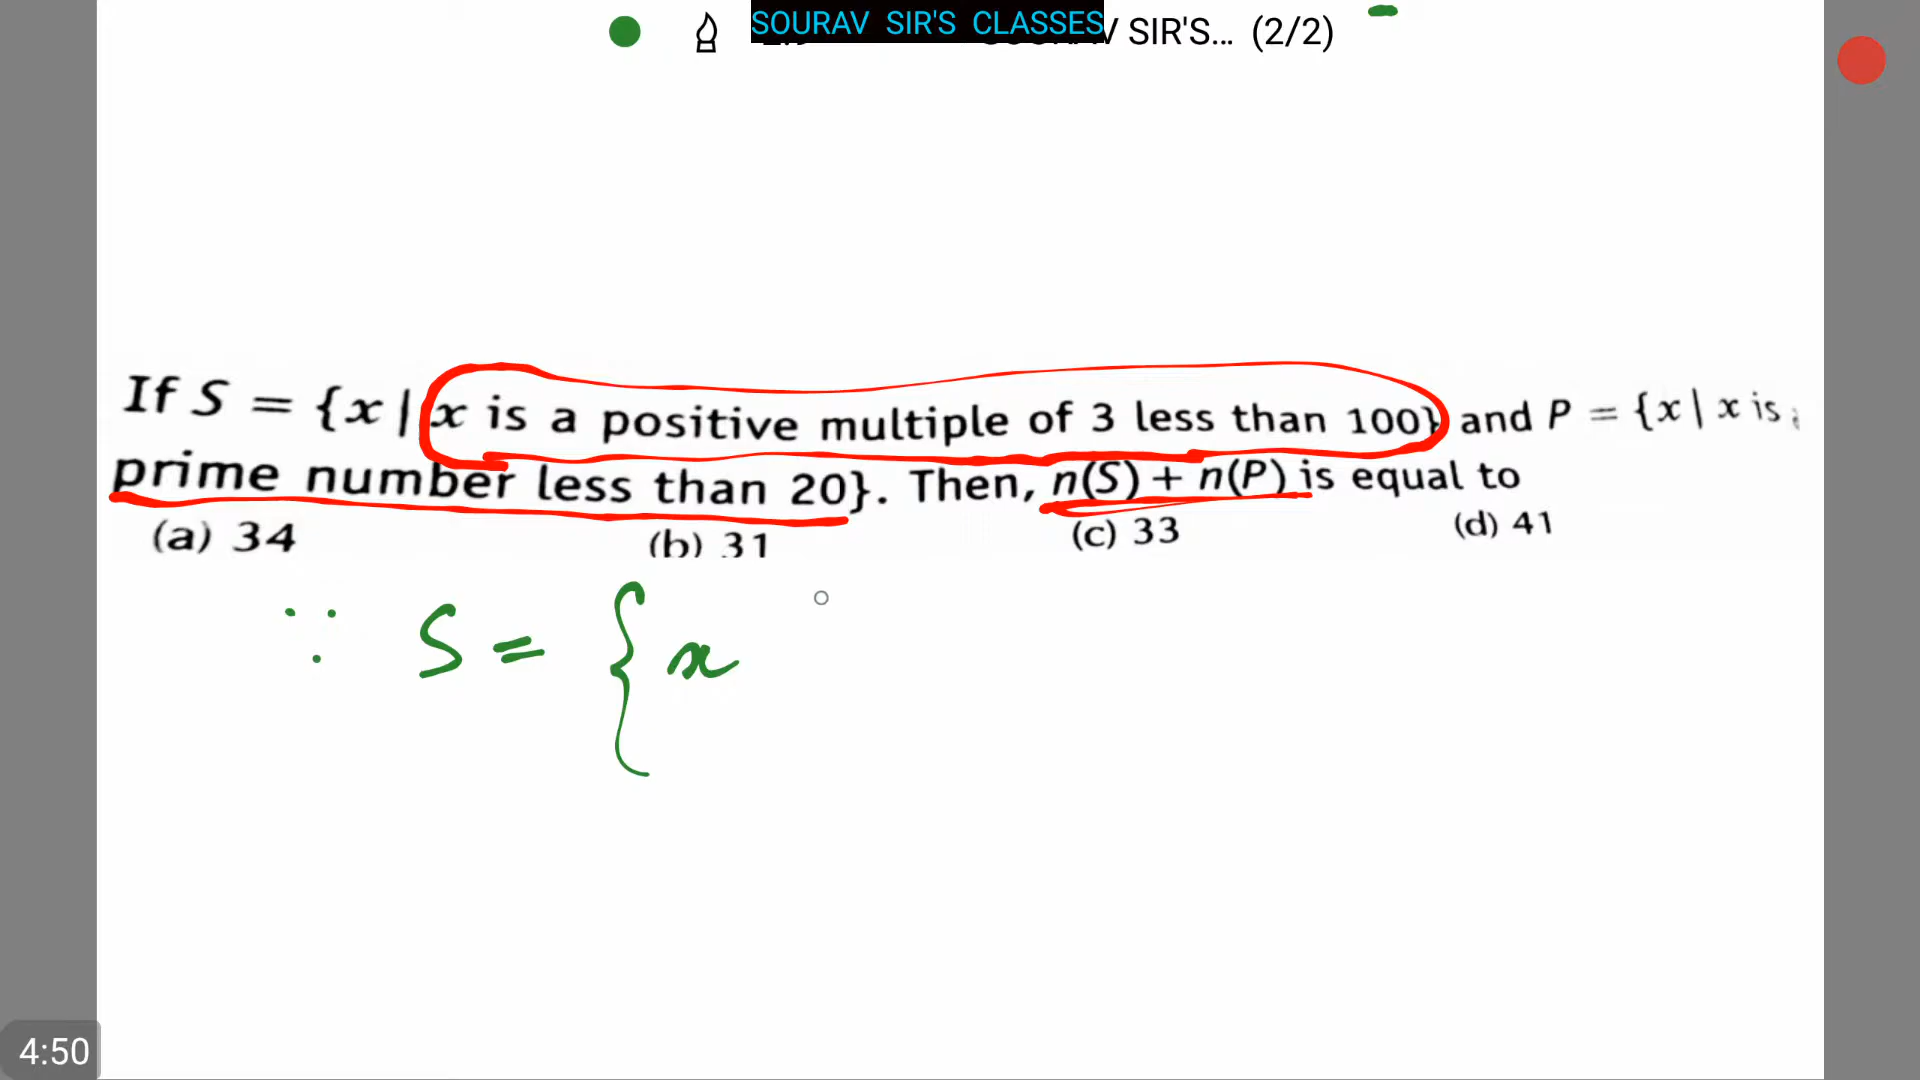 SOURAV SIR'S CLASSES V SIR'S... (2/2)
If S = {x | x is a positive multiple of 3 less than 100} and P = {x | x is
prime number less than 20}. Then, n(S) + n(P) is equal to
(a) 34 (b) 31 (c) 33 (d) 41
∵ S = { x
4:50